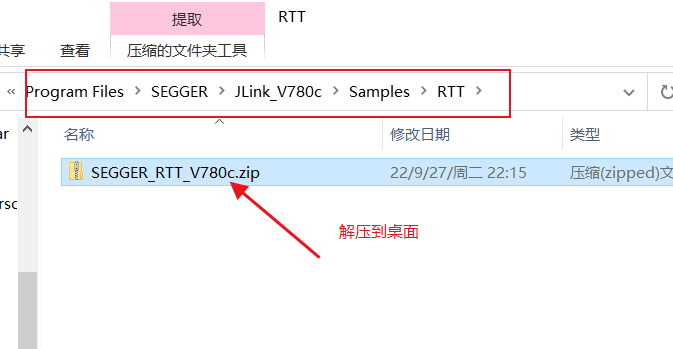 提取 RTT
共享 查看 压缩的文件夹工具
« Program Files > SEGGER > JLink_V780c > Samples > RTT >
名称 修改日期 类型
ar
SEGGER_RTT_V780c.zip 22/9/27/周二 22:15 压缩(zipped)文
ersc
解压到桌面